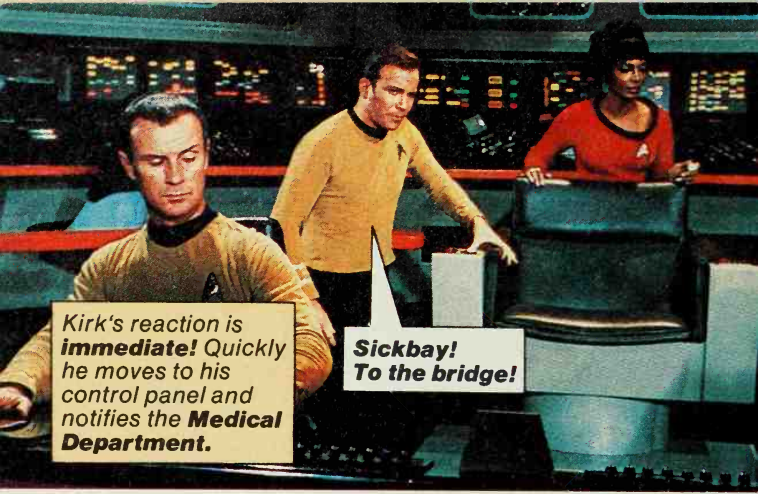 Kirk's reaction is
immediate! Quickly
he moves to his
control panel and
notifies the Medical
Department.
Sickbay!
To the bridge!